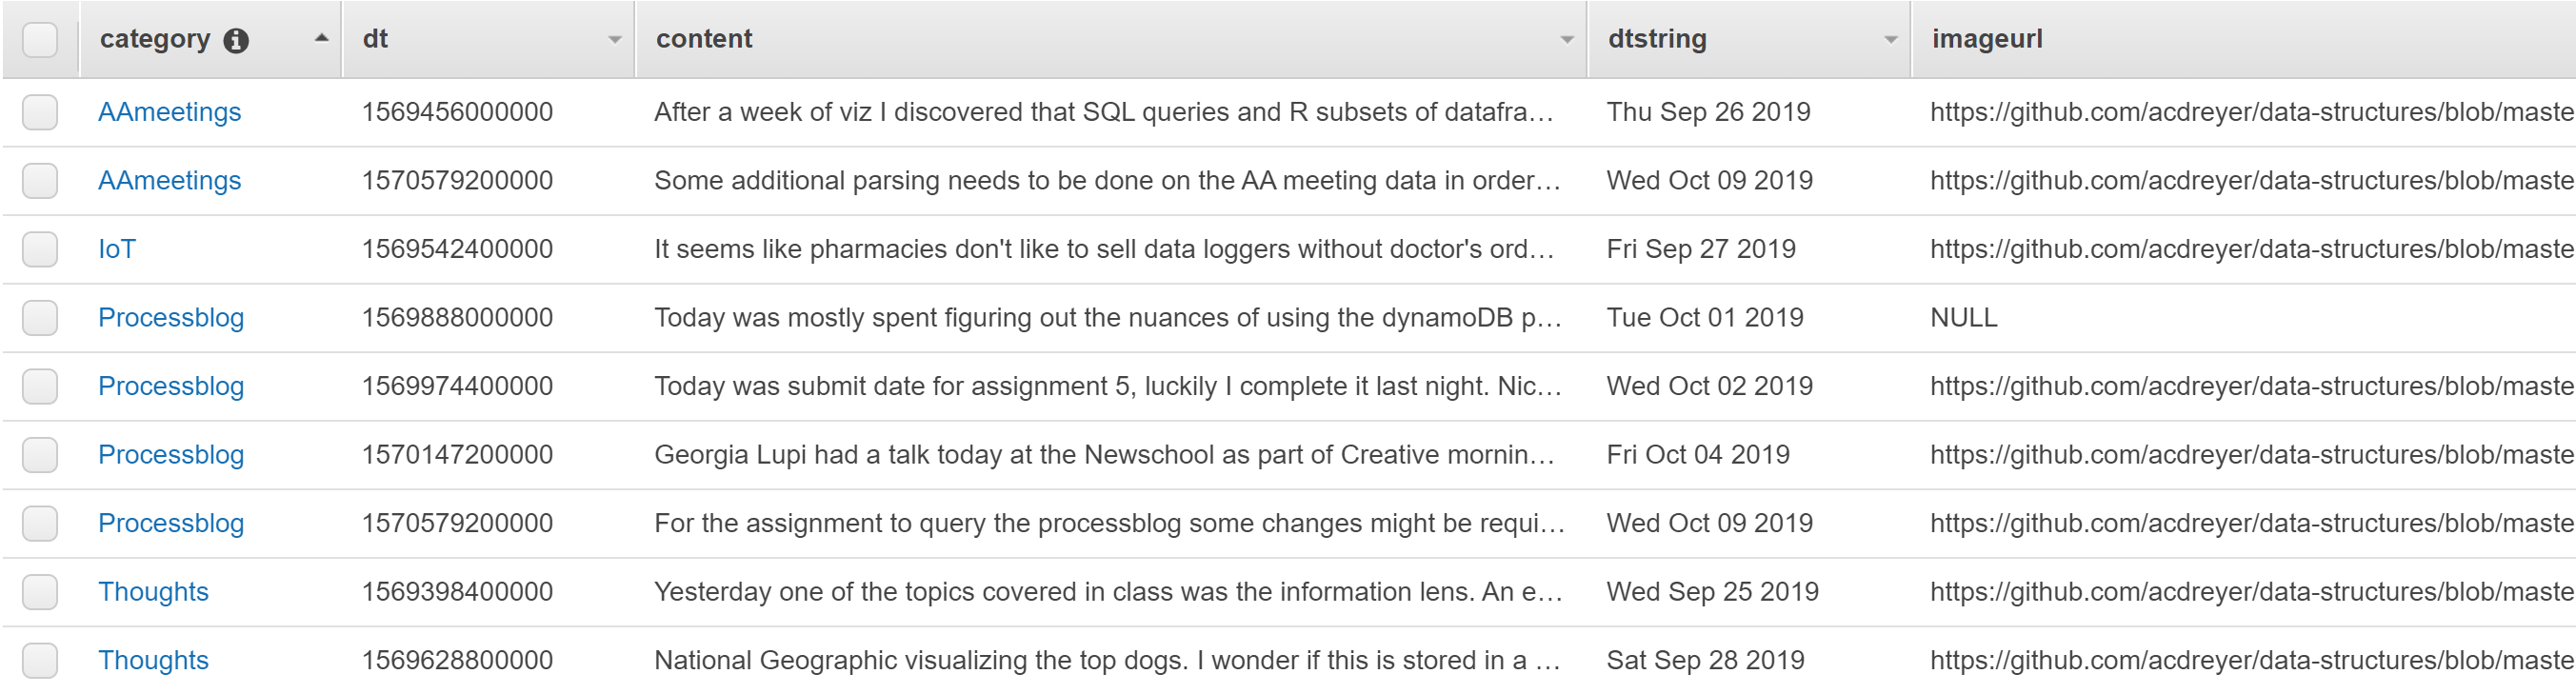 category dt content dtstring imageurl
AAmeetings 1569456000000 After a week of viz I discovered that SQL queries and R subsets of datafra… Thu Sep 26 2019 https://github.com/acdreyer/data-structures/blob/maste
AAmeetings 1570579200000 Some additional parsing needs to be done on the AA meeting data in order… Wed Oct 09 2019 https://github.com/acdreyer/data-structures/blob/maste
IoT 1569542400000 It seems like pharmacies don't like to sell data loggers without doctor's ord… Fri Sep 27 2019 https://github.com/acdreyer/data-structures/blob/maste
Processblog 1569888000000 Today was mostly spent figuring out the nuances of using the dynamoDB p… Tue Oct 01 2019 NULL
Processblog 1569974400000 Today was submit date for assignment 5, luckily I complete it last night. Nic… Wed Oct 02 2019 https://github.com/acdreyer/data-structures/blob/maste
Processblog 1570147200000 Georgia Lupi had a talk today at the Newschool as part of Creative mornin… Fri Oct 04 2019 https://github.com/acdreyer/data-structures/blob/maste
Processblog 1570579200000 For the assignment to query the processblog some changes might be requi… Wed Oct 09 2019 https://github.com/acdreyer/data-structures/blob/maste
Thoughts 1569398400000 Yesterday one of the topics covered in class was the information lens. An e… Wed Sep 25 2019 https://github.com/acdreyer/data-structures/blob/maste
Thoughts 1569628800000 National Geographic visualizing the top dogs. I wonder if this is stored in a … Sat Sep 28 2019 https://github.com/acdreyer/data-structures/blob/maste